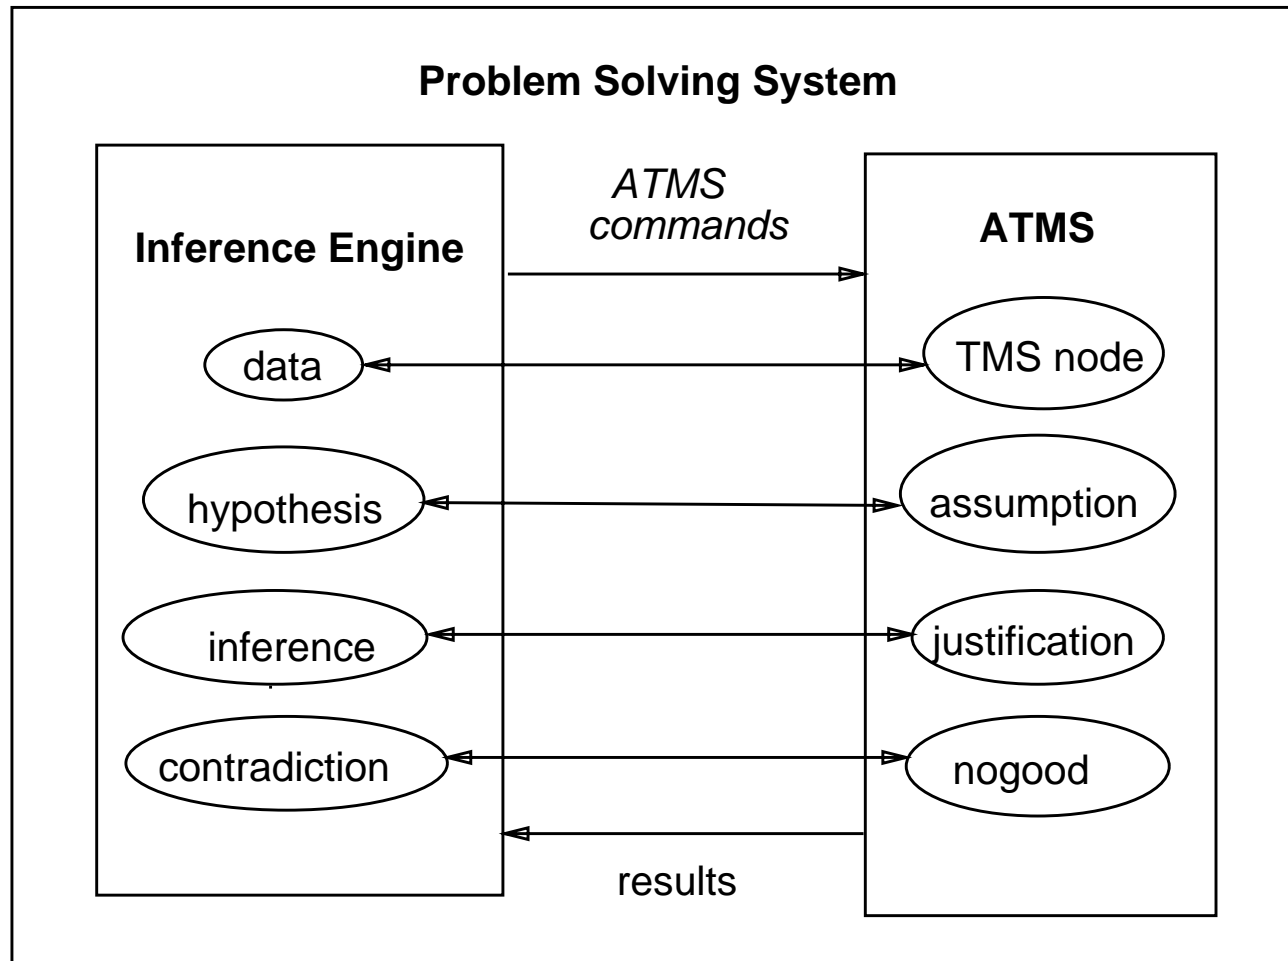 Problem Solving System
ATMS
commands
Inference Engine
ATMS
data
TMS node
hypothesis
assumption
inference
justification
contradiction
nogood
results